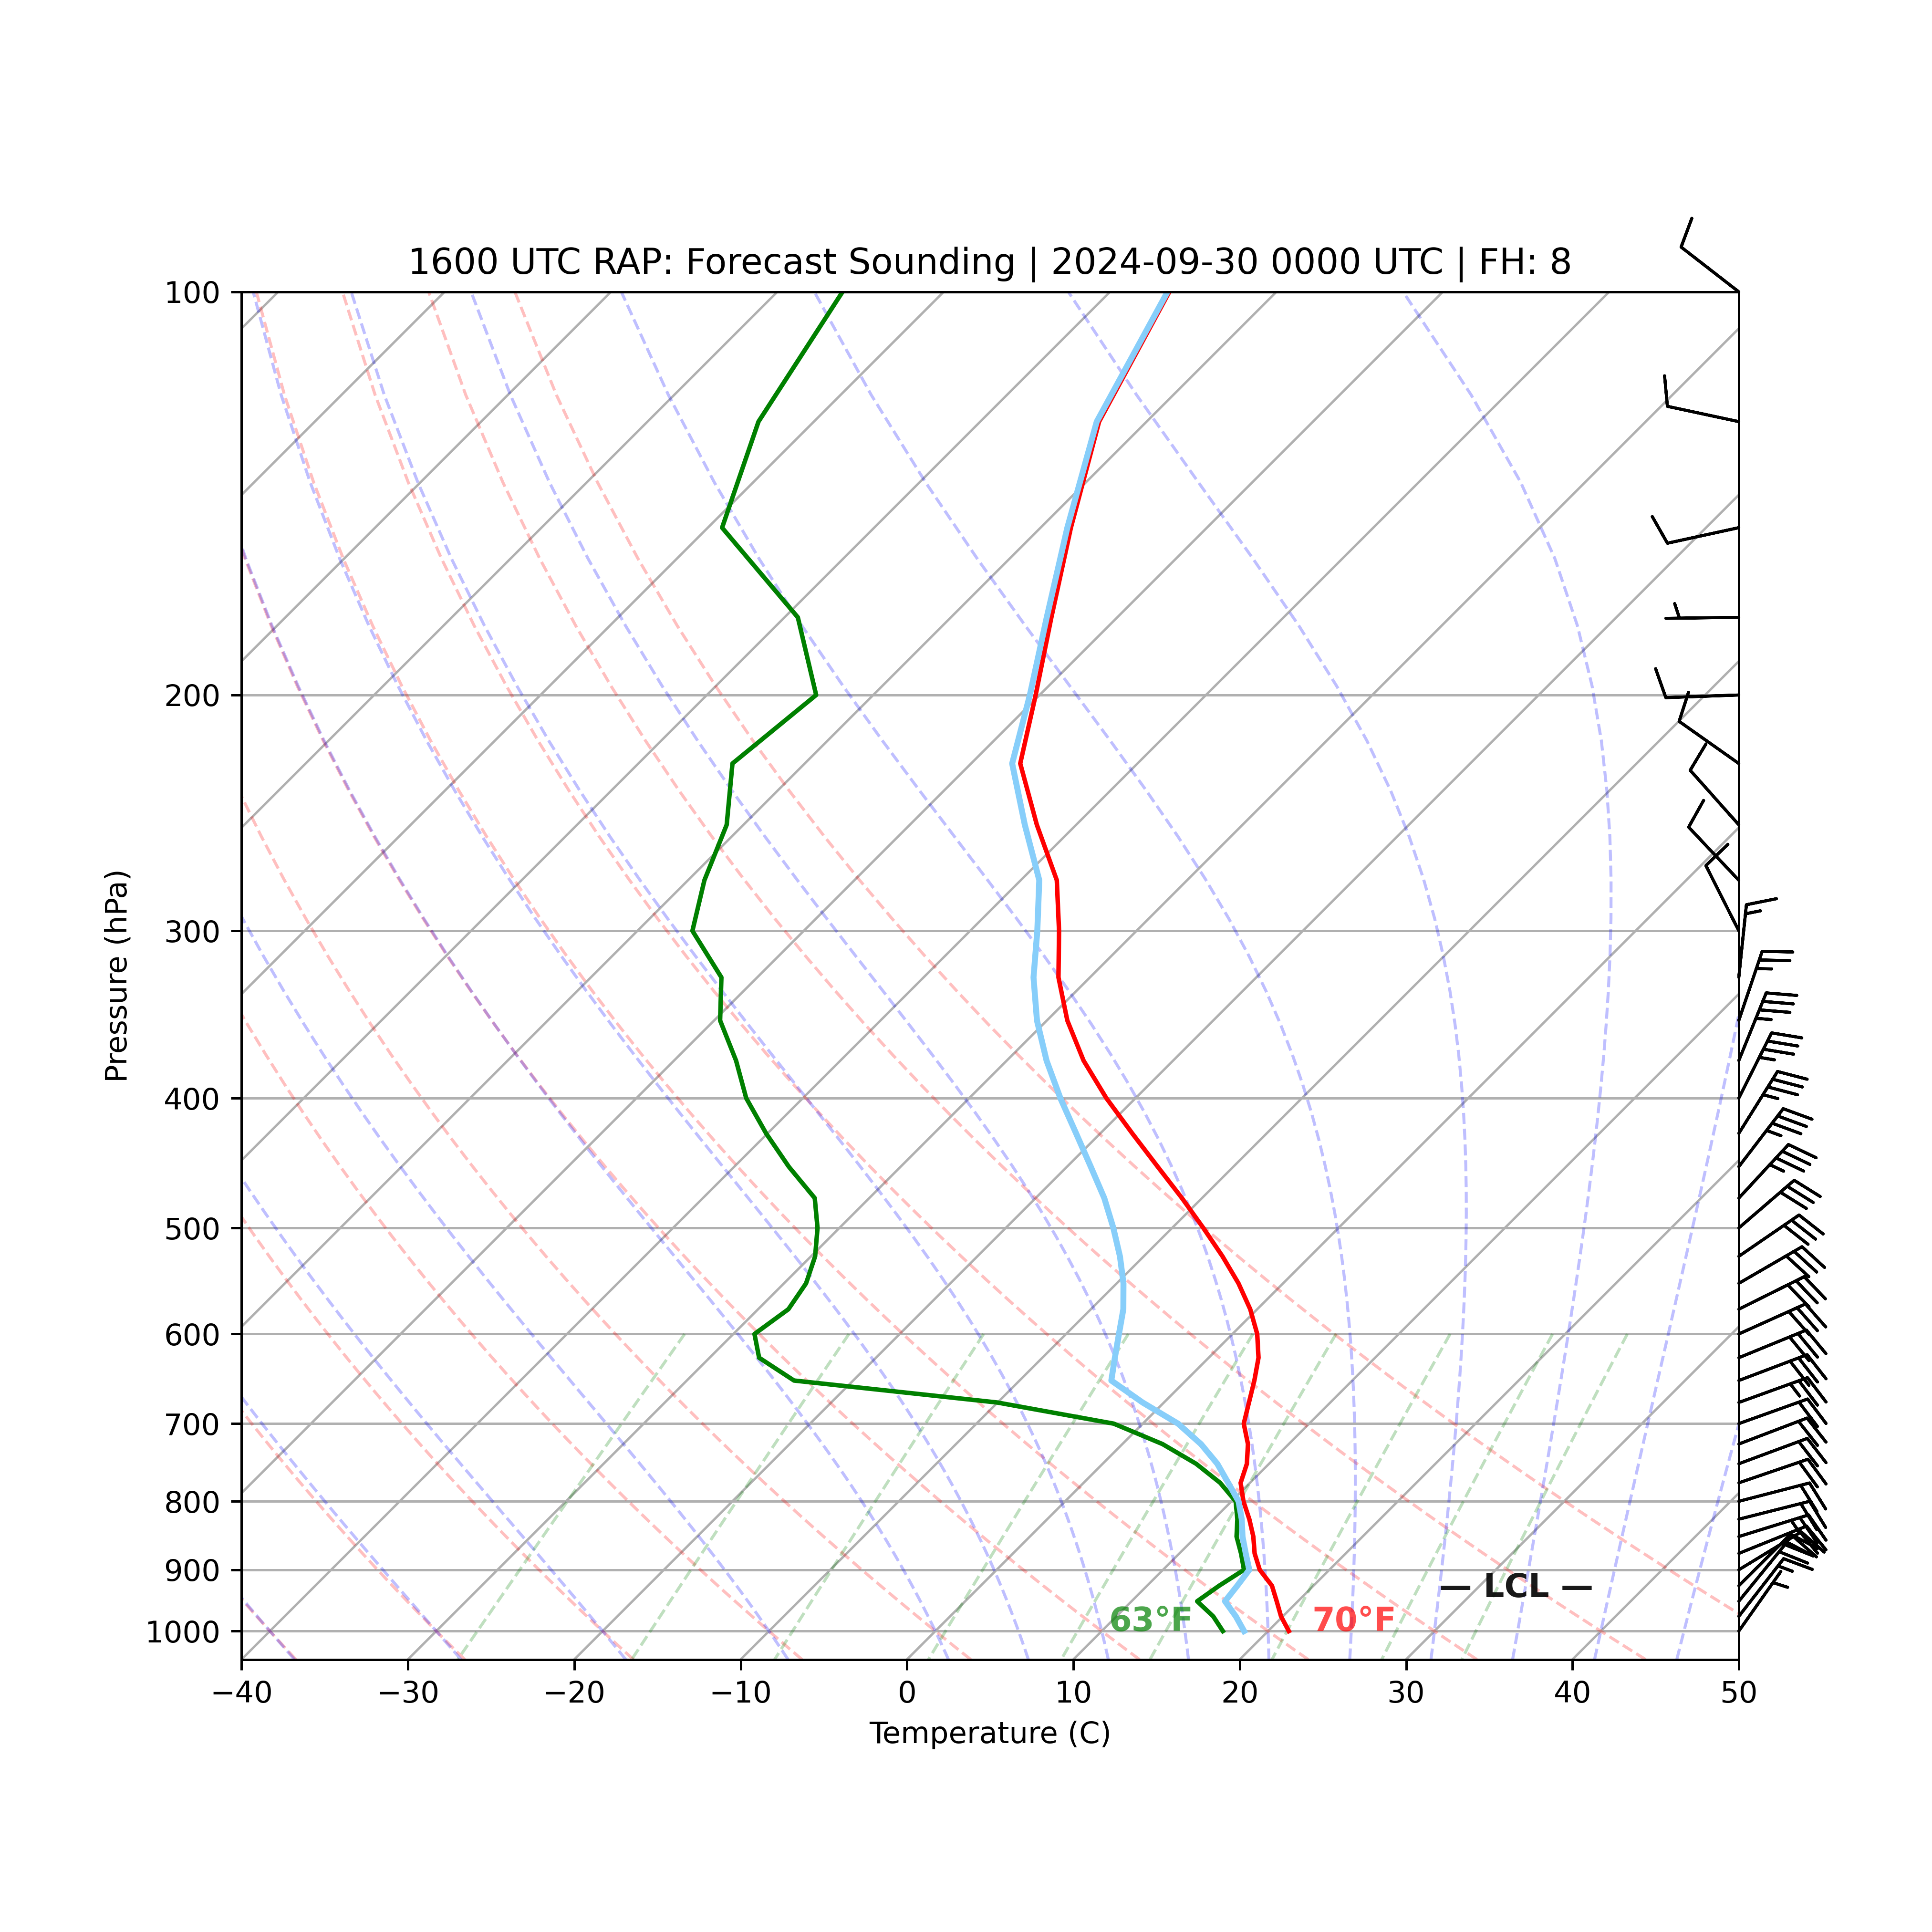 1600 UTC RAP: Forecast Sounding | 2024-09-30 0000 UTC | FH: 8
100
200
300
400
500
600
700
800
900
1000
Pressure (hPa)
— LCL —
63°F
70°F
−40 −30 −20 −10 0 10 20 30 40 50
Temperature (C)